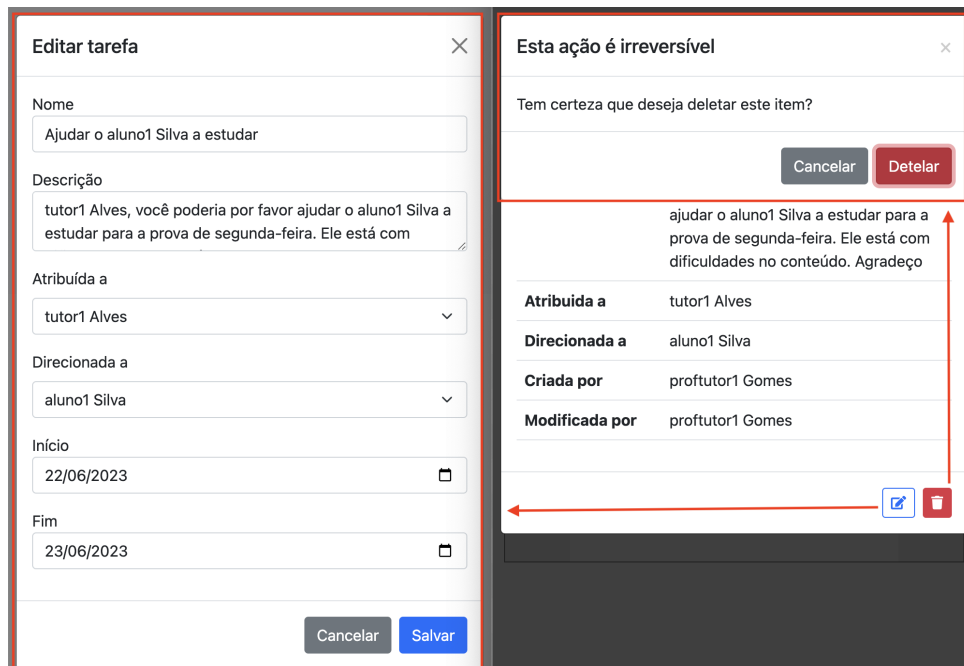 Editar tarefa
Nome
Ajudar o aluno1 Silva a estudar
Descrição
tutor1 Alves, você poderia por favor ajudar o aluno1 Silva a
estudar para a prova de segunda-feira. Ele está com
Atribuída a
tutor1 Alves
Direcionada a
aluno1 Silva
Início
22/06/2023
Fim
23/06/2023
Cancelar Salvar
Esta ação é irreversível
Tem certeza que deseja deletar este item?
Cancelar Detelar
ajudar o aluno1 Silva a estudar para a
prova de segunda-feira. Ele está com
dificuldades no conteúdo. Agradeço
Atribuida a tutor1 Alves
Direcionada a aluno1 Silva
Criada por proftutor1 Gomes
Modificada por proftutor1 Gomes